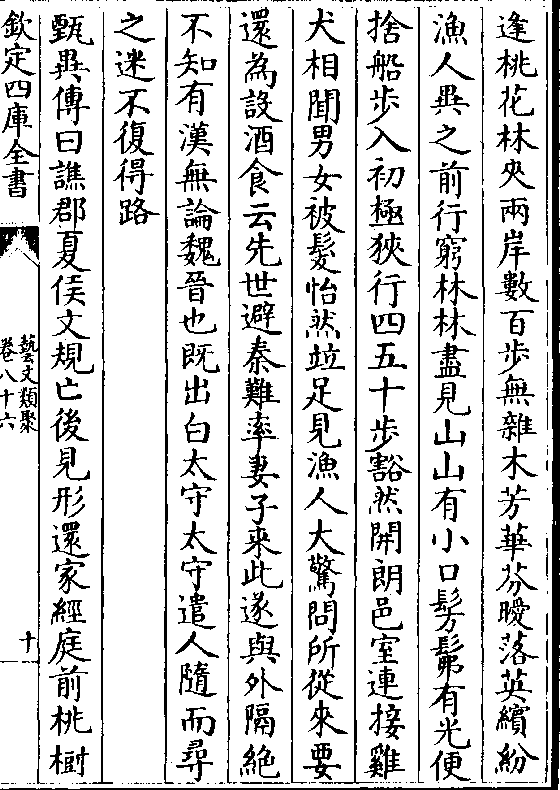 逢桃花林夾兩岸數百步無雜木芳華芬曖落英繽紛
漁人異之前行窮林林盡見山山有小口髣髴有光便
捨船步入初極狹行四五十步豁然開朗邑室連接雞
犬相聞男女被髮怡然竝足見漁人大驚問所從來要
還為設酒食云先世避秦難率妻子來此遂與外隔絶
不知有漢無論魏晉也既出白太守太守遣人隨而尋
之迷不復得路
甄異傳曰譙郡夏侯文規亡後見形還家經庭前桃樹
欽定四庫全書
藝文類聚
卷八十六
十